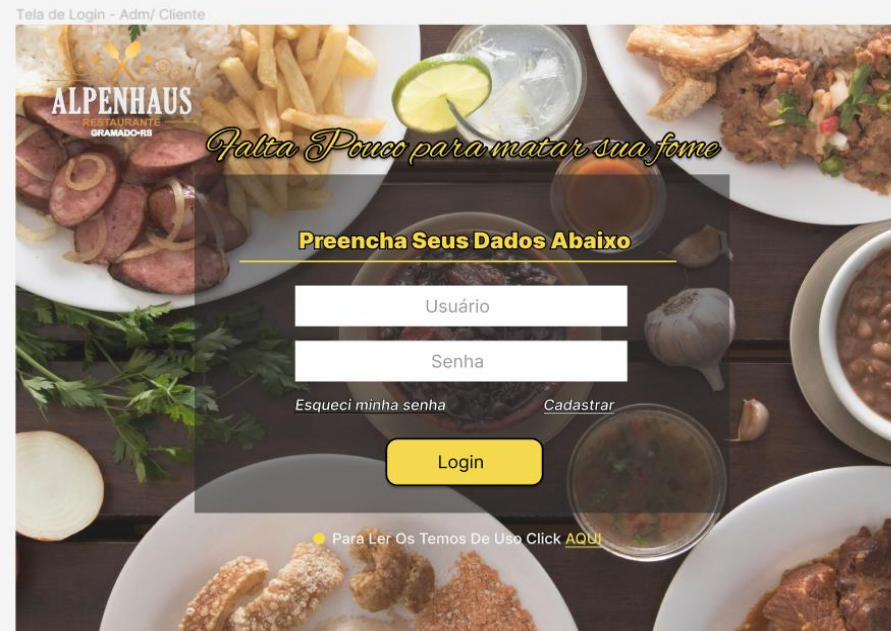 Tela de Login - Adm/ Cliente
ALPENHAUS
RESTAURANTE
GRAMADO•RS
Falta Pouco para matar sua fome
Preencha Seus Dados Abaixo
Usuário
Senha
Esqueci minha senha Cadastrar
Login
Para Ler Os Temos De Uso Click AQUI